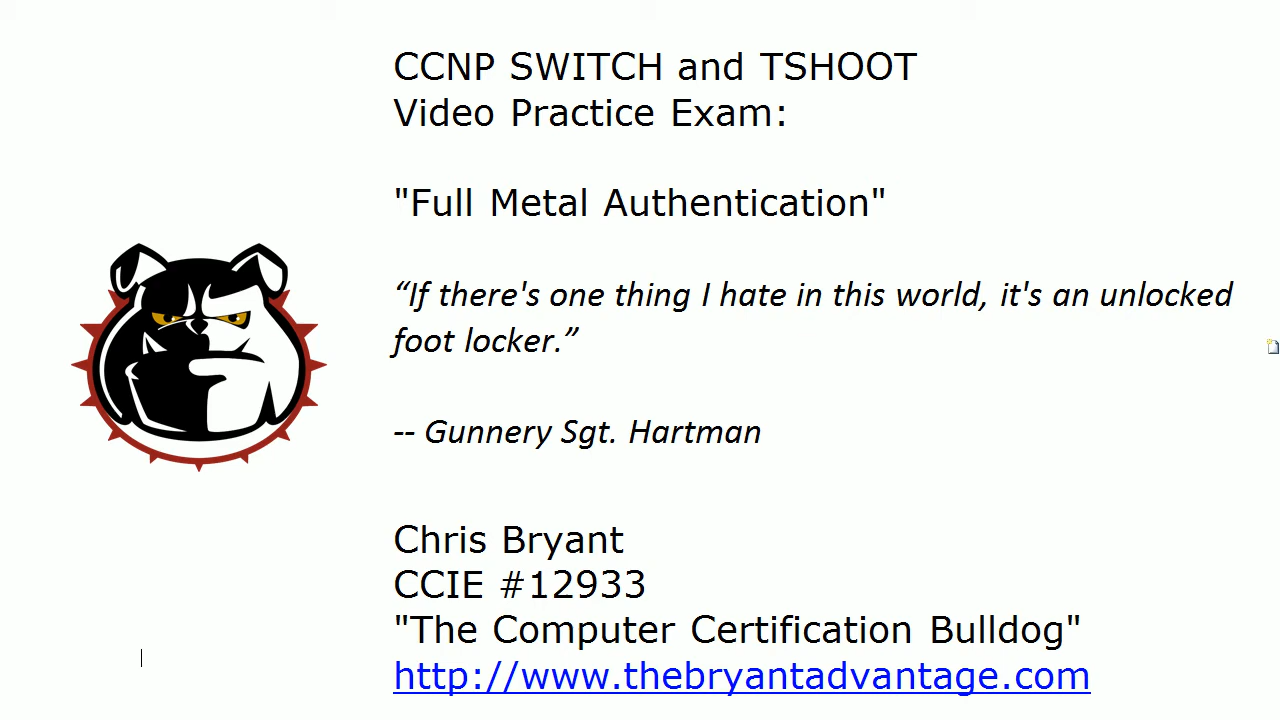 CCNP SWITCH and TSHOOT
Video Practice Exam:
"Full Metal Authentication"
“If there's one thing I hate in this world, it's an unlocked
foot locker.”
-- Gunnery Sgt. Hartman
Chris Bryant
CCIE #12933
"The Computer Certification Bulldog"
http://www.thebryantadvantage.com